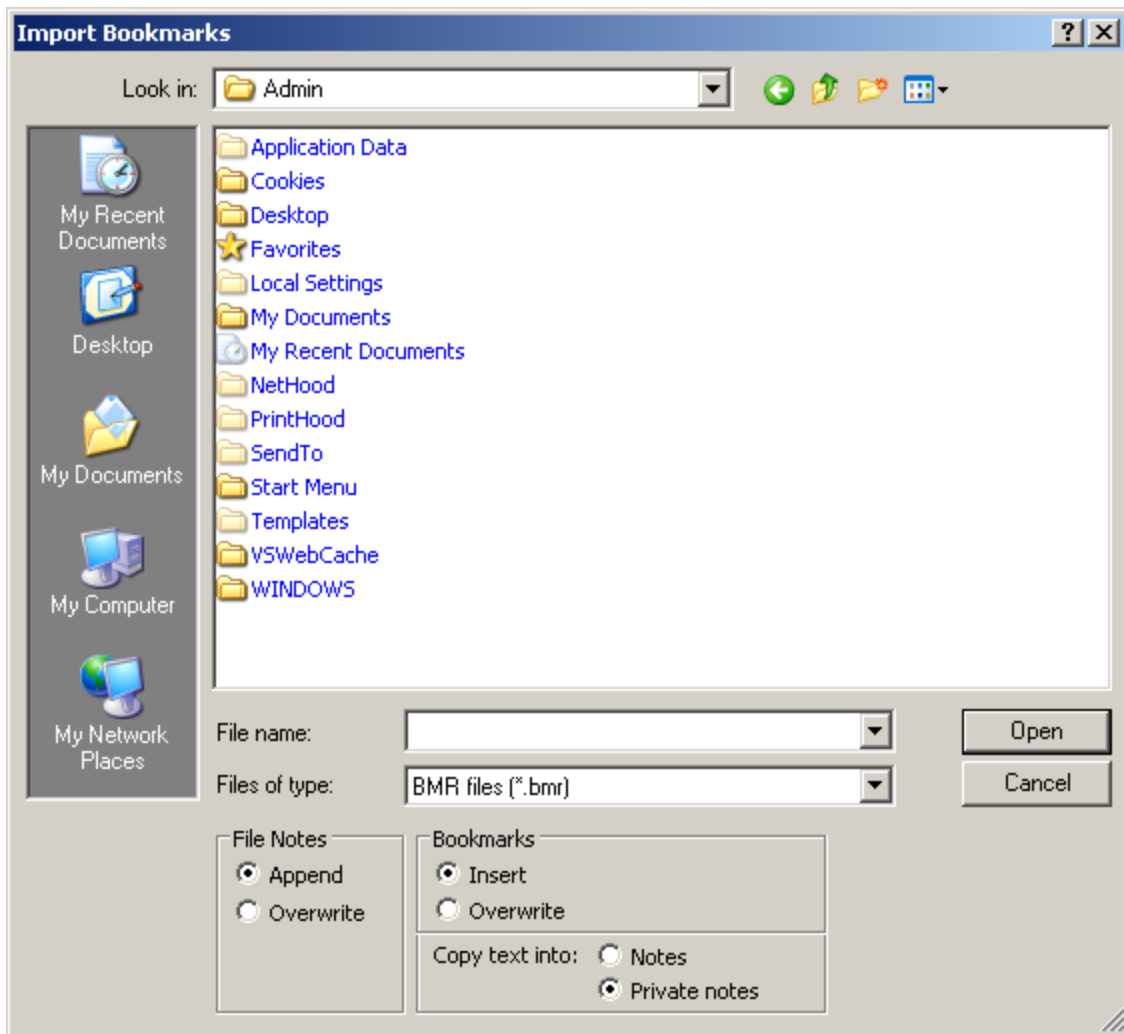 Import Bookmarks
Look in:
Admin
My Recent
Documents
Desktop
My Documents
My Computer
My Network
Places
Application Data
Cookies
Desktop
Favorites
Local Settings
My Documents
My Recent Documents
NetHood
PrintHood
SendTo
Start Menu
Templates
VSWebCache
WINDOWS
File name:
Open
Files of type:
BMR files (*.bmr)
Cancel
File Notes
Append
Overwrite
Bookmarks
Insert
Overwrite
Copy text into:
Notes
Private notes